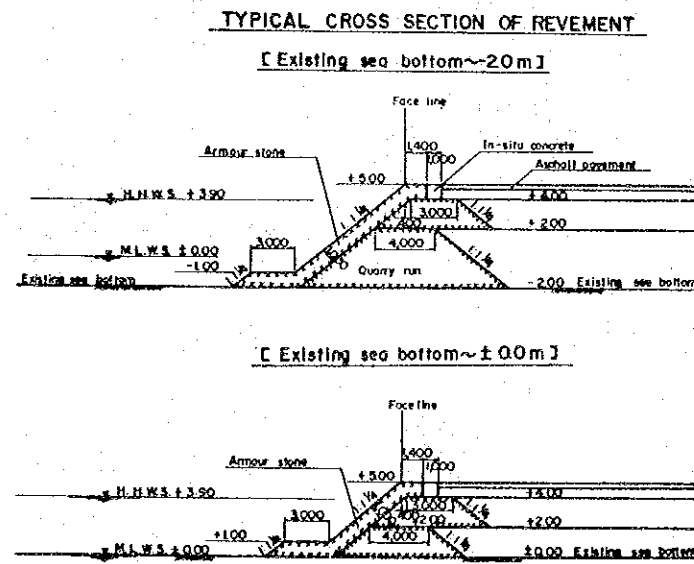 TYPICAL CROSS SECTION OF REVEMENT
[ Existing sea bottom~-2.0m ]
Face line
1,400
1,000
In-situ concrete
Armour stone
Asphalt pavement
+5.00
H.H.W.S. +3.90
+4.00
3,000
+2.00
M.L.W.S. ±0.00
3,000
4,000
-1.00
Quarry run
Existing sea bottom
-2.00 Existing sea bottom
[ Existing sea bottom~±0.0m ]
Face line
1,400
1,000
Armour stone
+5.00
H.H.W.S. +3.90
+4.00
3,000
3,000
+2.00
+2.00
+1.00
4,000
M.L.W.S. ±0.00
±0.00 Existing sea bottom